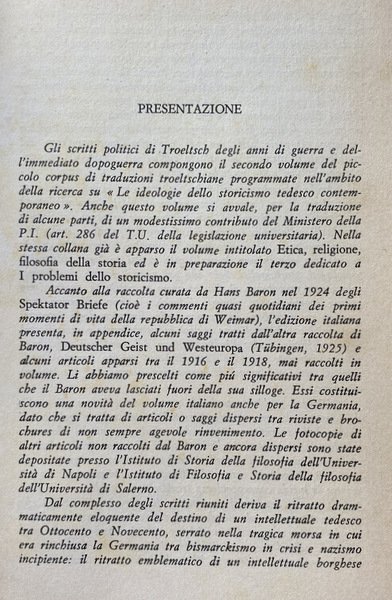 PRESENTAZIONE
Gli scritti politici di Troeltsch degli anni di guerra e del-
l'immediato dopoguerra compongono il secondo volume del pic-
colo corpus di traduzioni troeltschiane programmate nell'ambito
della ricerca su « Le ideologie dello storicismo tedesco contem-
poraneo ». Anche questo volume si avvale, per la traduzione
di alcune parti, di un modestissimo contributo del Ministero della
P.I. (art. 286 del T.U. della legislazione universitaria). Nella
stessa collana già è apparso il volume intitolato Etica, religione,
filosofia della storia ed è in preparazione il terzo dedicato a
I problemi dello storicismo.
Accanto alla raccolta curata da Hans Baron nel 1924 degli
Spektator Briefe (cioè i commenti quasi quotidiani dei primi
momenti di vita della repubblica di Weimar), l'edizione italiana
presenta, in appendice, alcuni saggi tratti dall'altra raccolta di
Baron, Deutscher Geist und Westeuropa (Tübingen, 1925) e
alcuni articoli apparsi tra il 1916 e il 1918, mai raccolti in
volume. Li abbiamo prescelti come piú significativi tra quelli
che il Baron aveva lasciati fuori della sua silloge. Essi costitui-
scono una novità del volume italiano anche per la Germania,
dato che si tratta di articoli o saggi dispersi tra riviste e bro-
chures di non sempre agevole rinvenimento. Le fotocopie di
altri articoli non raccolti dal Baron e ancora dispersi sono state
depositate presso l'Istituto di Storia della filosofia dell'Univer-
sità di Napoli e l'Istituto di Filosofia e Storia della filosofia
dell'Università di Salerno.
Dal complesso degli scritti riuniti deriva il ritratto dram-
maticamente eloquente del destino di un intellettuale tedesco
tra Ottocento e Novecento, serrato nella tragica morsa in cui
era rinchiusa la Germania tra bismarckismo in crisi e nazismo
incipiente: il ritratto emblematico di un intellettuale borghese